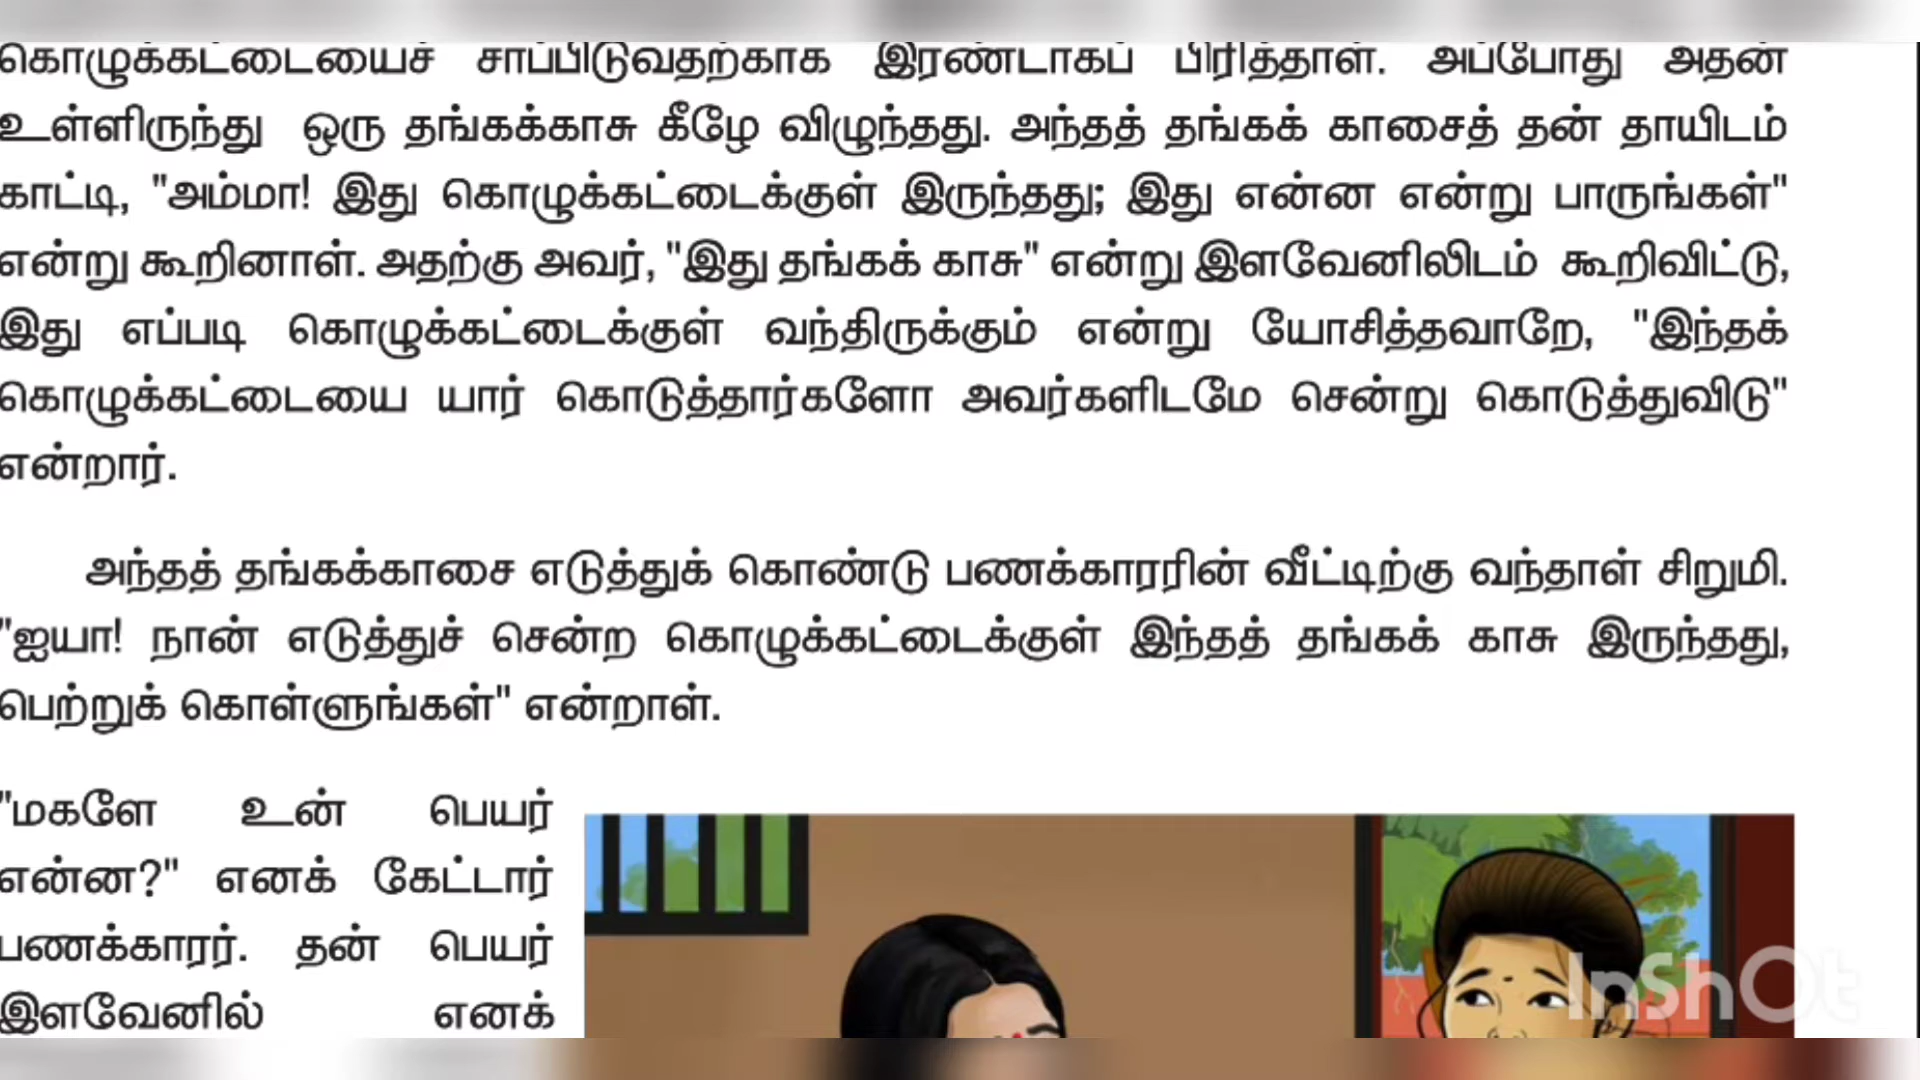 கொழுக்கட்டையைச் சாப்பிடுவதற்காக இரண்டாகப் பிரித்தாள். அப்போது அதன்
உள்ளிருந்து ஒரு தங்கக்காசு கீழே விழுந்தது. அந்தத் தங்கக் காசைத் தன் தாயிடம்
காட்டி, "அம்மா! இது கொழுக்கட்டைக்குள் இருந்தது; இது என்ன என்று பாருங்கள்"
என்று கூறினாள். அதற்கு அவர், "இது தங்கக் காசு" என்று இளவேனிலிடம் கூறிவிட்டு,
இது எப்படி கொழுக்கட்டைக்குள் வந்திருக்கும் என்று யோசித்தவாறே, "இந்தக்
கொழுக்கட்டையை யார் கொடுத்தார்களோ அவர்களிடமே சென்று கொடுத்துவிடு"
என்றார்.
அந்தத் தங்கக்காசை எடுத்துக் கொண்டு பணக்காரரின் வீட்டிற்கு வந்தாள் சிறுமி.
"ஐயா! நான் எடுத்துச் சென்ற கொழுக்கட்டைக்குள் இந்தத் தங்கக் காசு இருந்தது,
பெற்றுக் கொள்ளுங்கள்" என்றாள்.
"மகளே உன் பெயர்
என்ன?" எனக் கேட்டார்
பணக்காரர். தன் பெயர்
இளவேனில் எனக்
InShOt